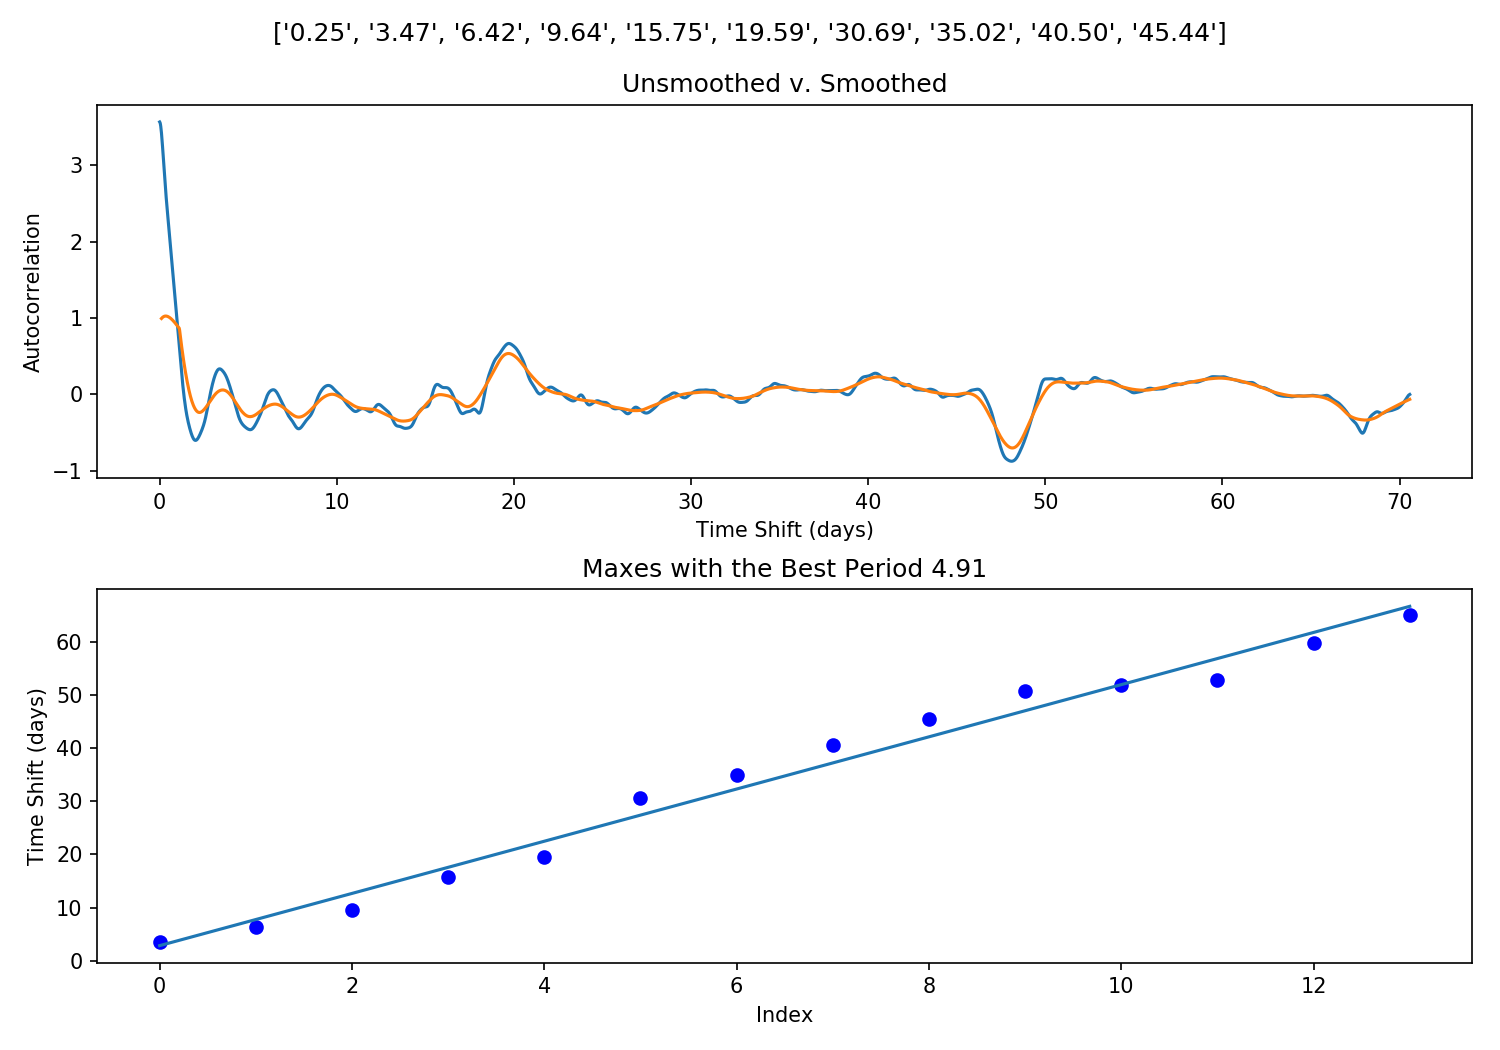 ['0.25', '3.47', '6.42', '9.64', '15.75', '19.59', '30.69', '35.02', '40.50', '45.44']
Unsmoothed v. Smoothed
Autocorrelation
3
2
1
0
−1
0 10 20 30 40 50 60 70
Time Shift (days)
Maxes with the Best Period 4.91
Time Shift (days)
60
50
40
30
20
10
0
0 2 4 6 8 10 12
Index